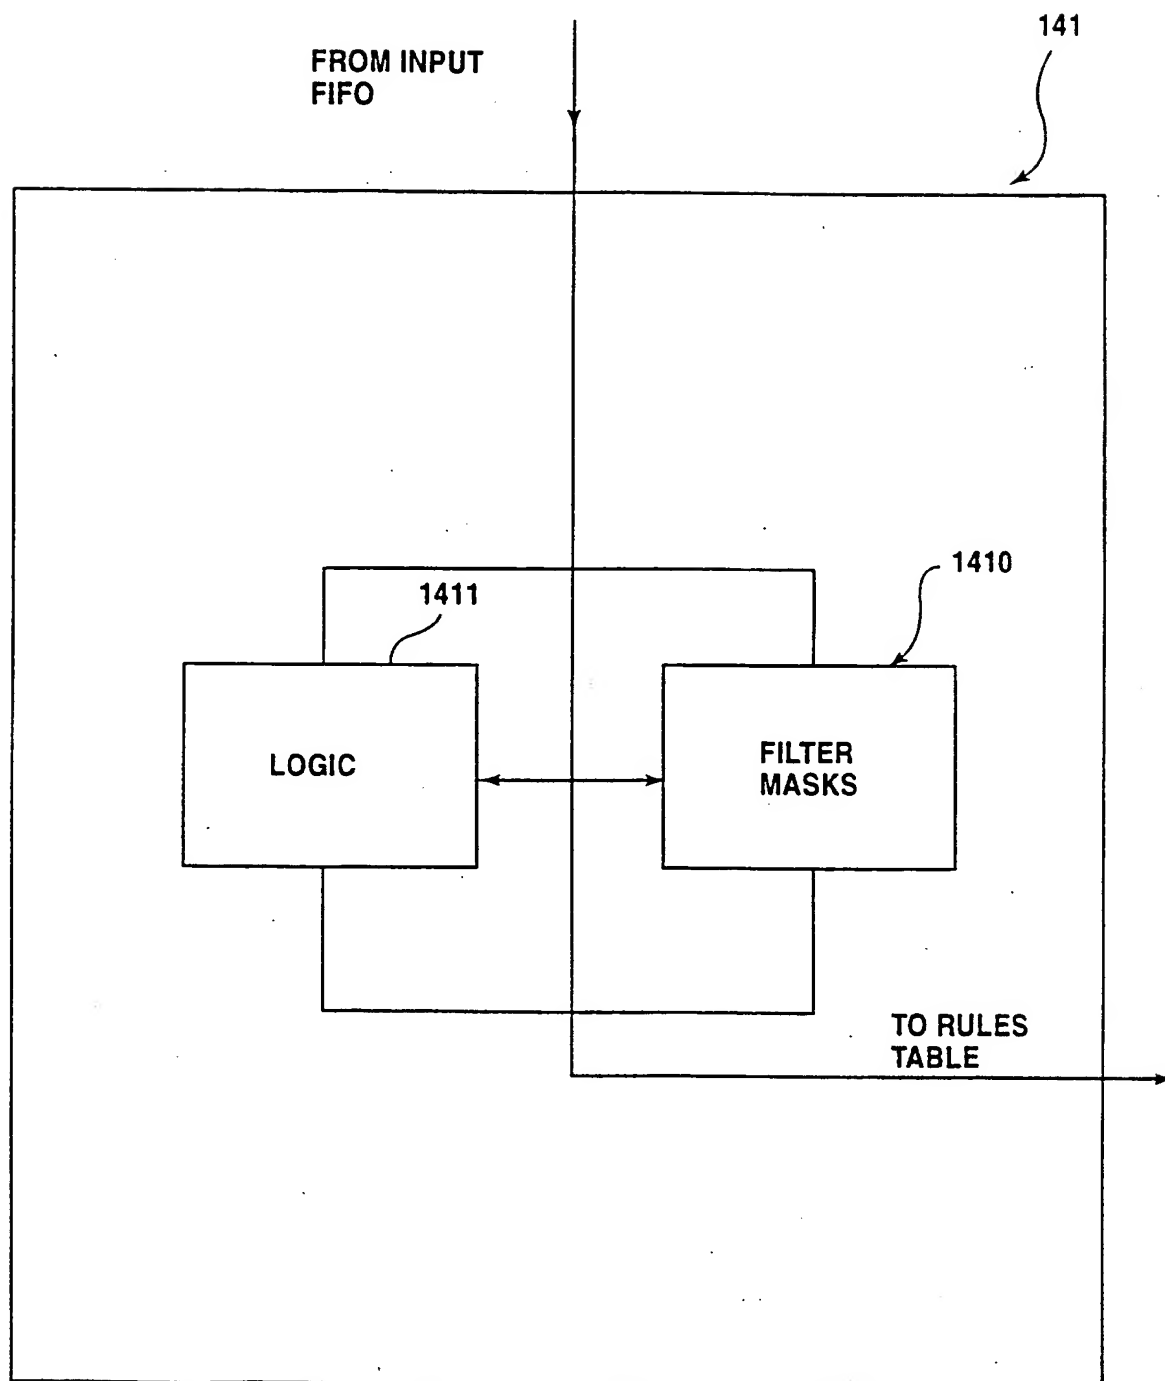 141
FROM INPUT
FIFO
1410
1411
LOGIC
FILTER
MASKS
TO RULES
TABLE